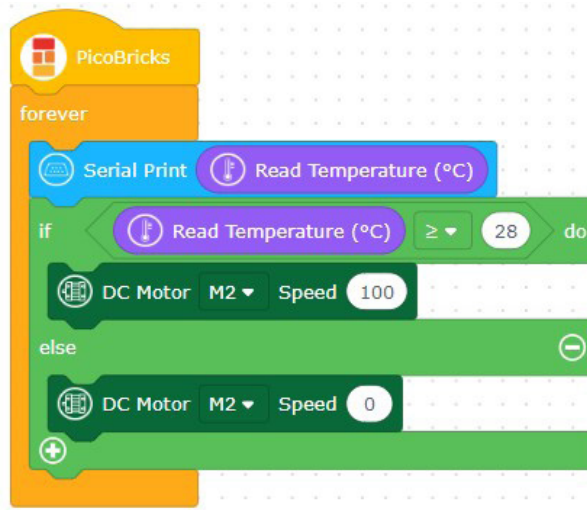 PicoBricks
forever
Serial Print Read Temperature (°C)
if Read Temperature (°C) ≥ 28 do
DC Motor M2 Speed 100
else
DC Motor M2 Speed 0